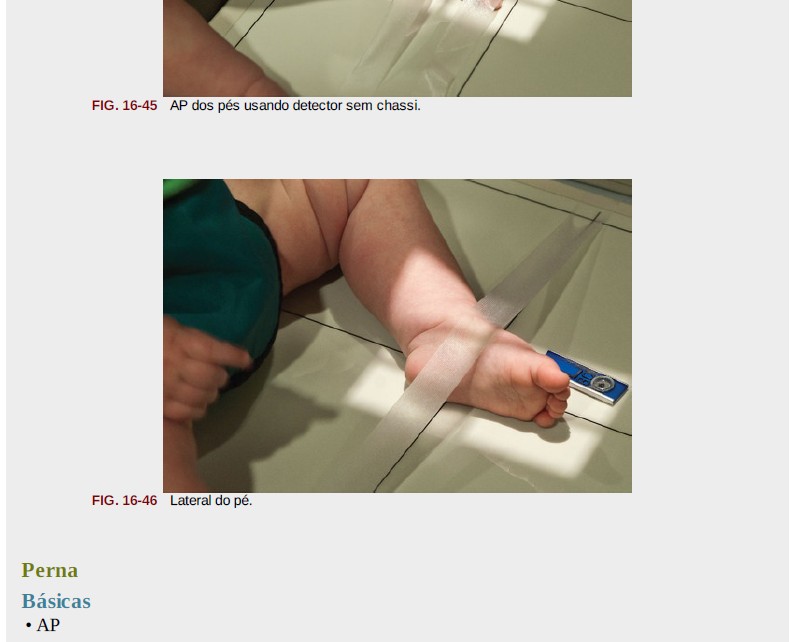 FIG. 16-45 AP dos pés usando detector sem chassi.
FIG. 16-46 Lateral do pé.
Perna
Básicas
• AP